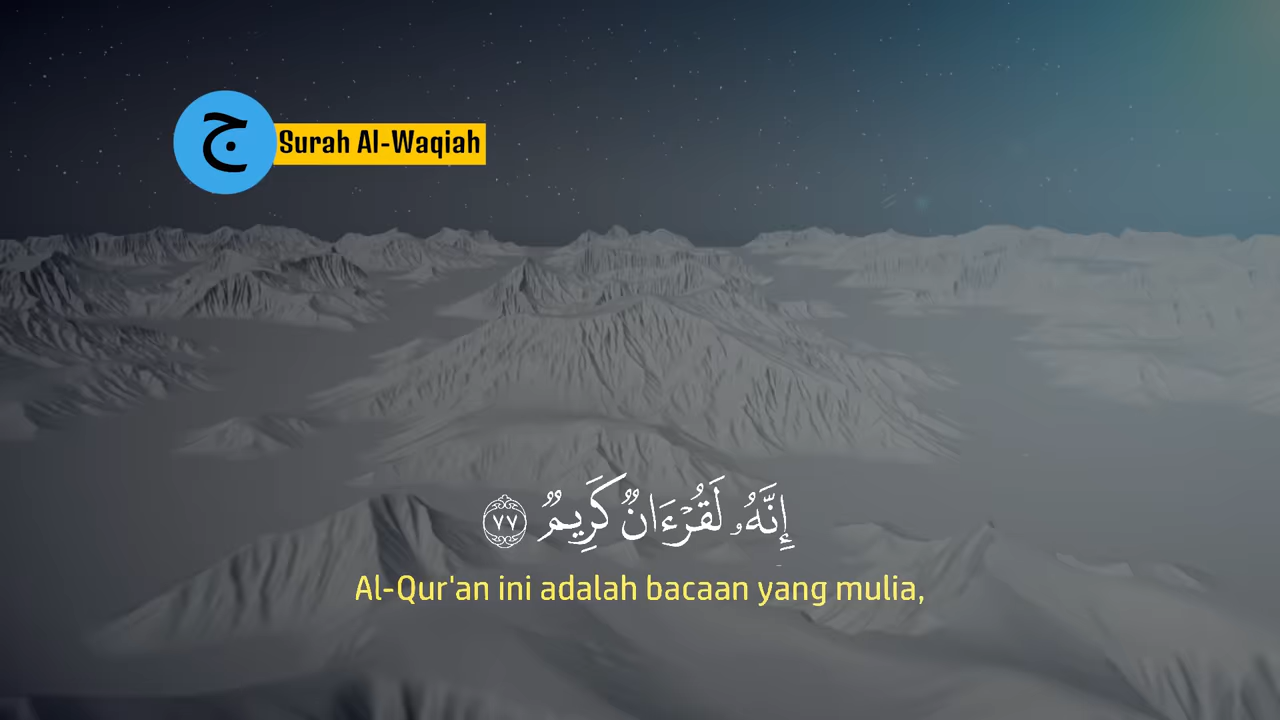 ج
Surah Al-Waqiah
إِنَّهُۥ لَقُرْءَانٌ كَرِيمٌ ٧٧
Al-Qur'an ini adalah bacaan yang mulia,